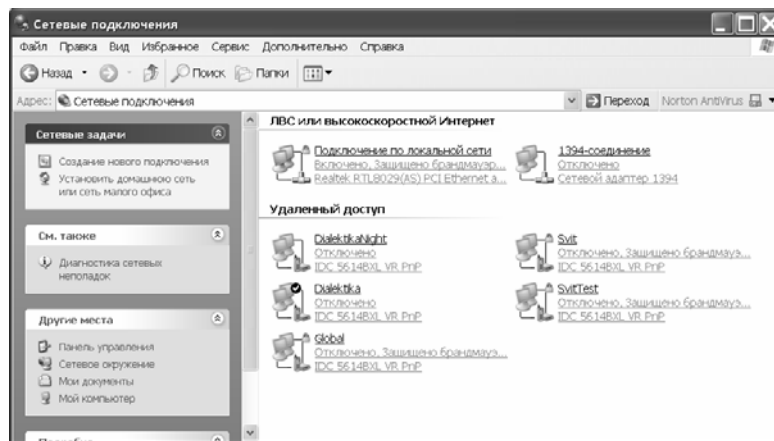 Сетевые подключения
Файл Правка Вид Избранное Сервис Дополнительно Справка
Назад Поиск Папки
Адрес: Сетевые подключения Переход Norton AntiVirus
Сетевые задачи
Создание нового подключения
Установить домашнюю сеть
или сеть малого офиса
См. также
Диагностика сетевых
неполадок
Другие места
Панель управления
Сетевое окружение
Мои документы
Мой компьютер
ЛВС или высокоскоростной Интернет
Подключение по локальной сети
Включено, Защищено брандмауэр...
Realtek RTL8029(AS) PCI Ethernet a...
1394-соединение
Отключено
Сетевой адаптер 1394
Удаленный доступ
DialektikaNight
Отключено
IDC 5614BXL VR PnP
Svit
Отключено, Защищено брандмауэ...
IDC 5614BXL VR PnP
Dialektika
Отключено
IDC 5614BXL VR PnP
SvitTest
Отключено, Защищено брандмауэ...
IDC 5614BXL VR PnP
Global
Отключено, Защищено брандмауэ...
IDC 5614BXL VR PnP